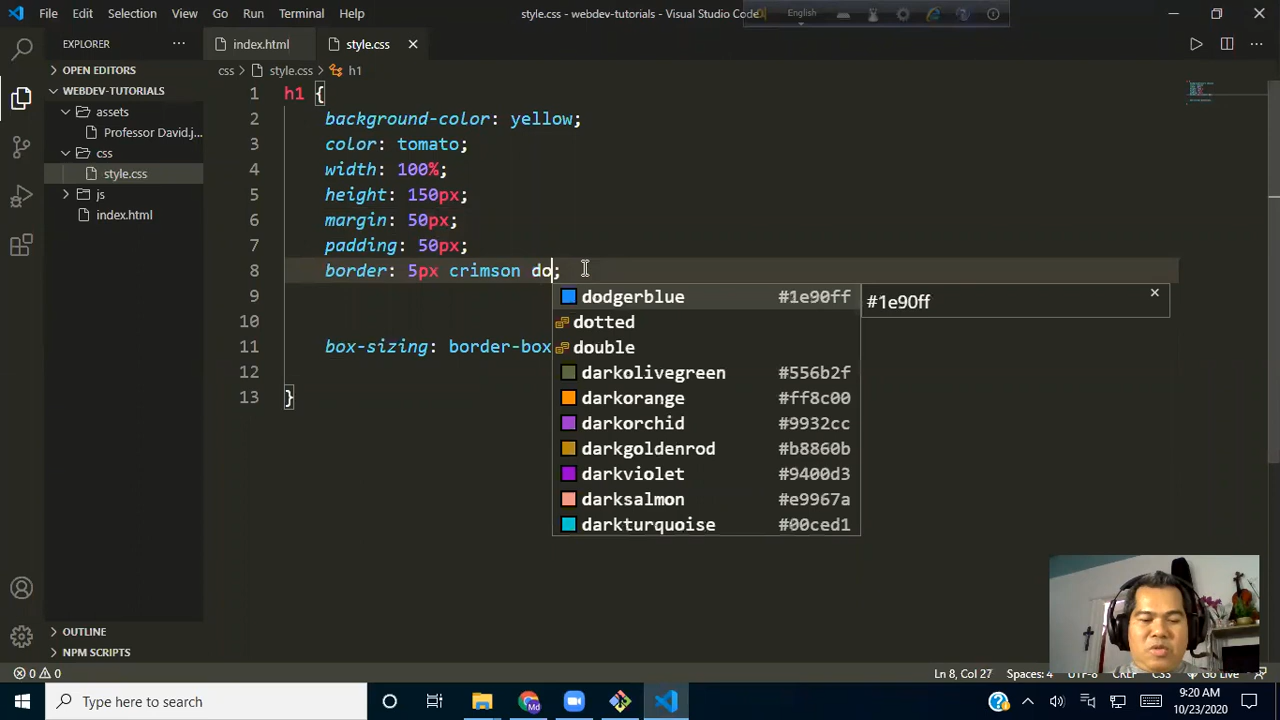 File Edit Selection View Go Run Terminal Help
style.css - webdev-tutorials - Visual Studio Code
English
EXPLORER
index.html
style.css
OPEN EDITORS
WEBDEV-TUTORIALS
assets
Professor David.j...
css
style.css
js
index.html
OUTLINE
NPM SCRIPTS
css > style.css > h1
1 h1 {
2 background-color: yellow;
3 color: tomato;
4 width: 100%;
5 height: 150px;
6 margin: 50px;
7 padding: 50px;
8 border: 5px crimson do;
9
10
11 box-sizing: border-box
12
13 }
dodgerblue #1e90ff
dotted
double
darkolivegreen #556b2f
darkorange #ff8c00
darkorchid #9932cc
darkgoldenrod #b8860b
darkviolet #9400d3
darksalmon #e9967a
darkturquoise #00ced1
#1e90ff
0 0
Ln 8, Col 27 Spaces: 4 UTF-8 CRLF CSS Go Live
Type here to search
9:20 AM
10/23/2020